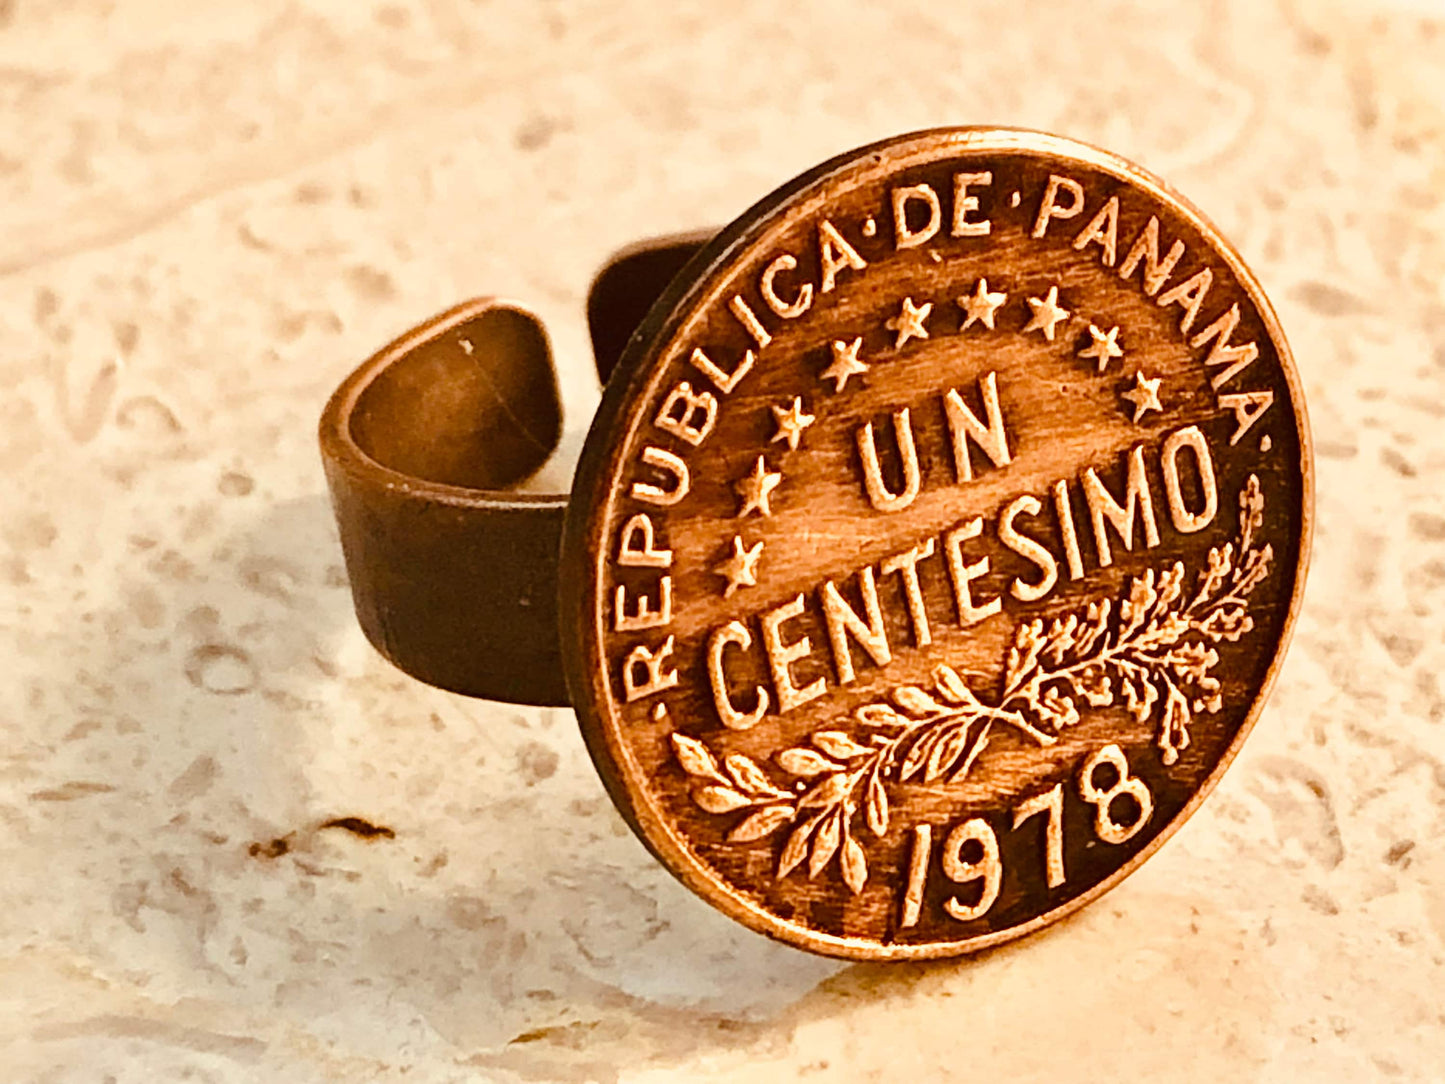 ·REPUBLICA·DE·PANAMA·
UN
CENTESIMO
1978